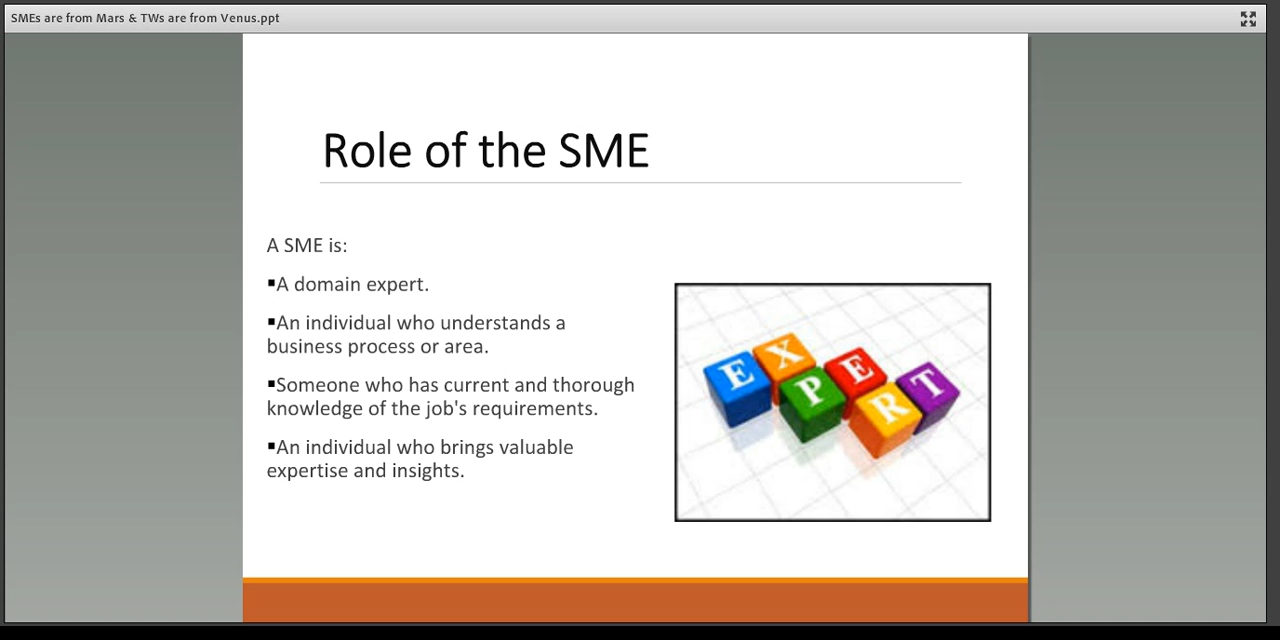 SMEs are from Mars & TWs are from Venus.ppt
Role of the SME
A SME is:
▪A domain expert.
▪An individual who understands a
business process or area.
▪Someone who has current and thorough
knowledge of the job's requirements.
▪An individual who brings valuable
expertise and insights.
EXPERT